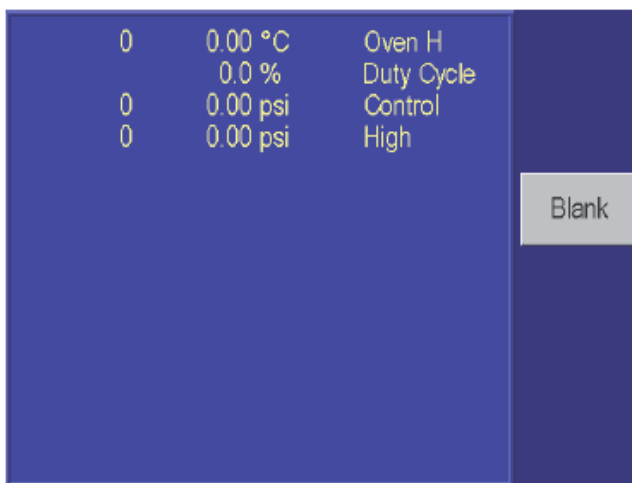 0 0.00 °C Oven H
0.0 % Duty Cycle
0 0.00 psi Control
0 0.00 psi High
Blank